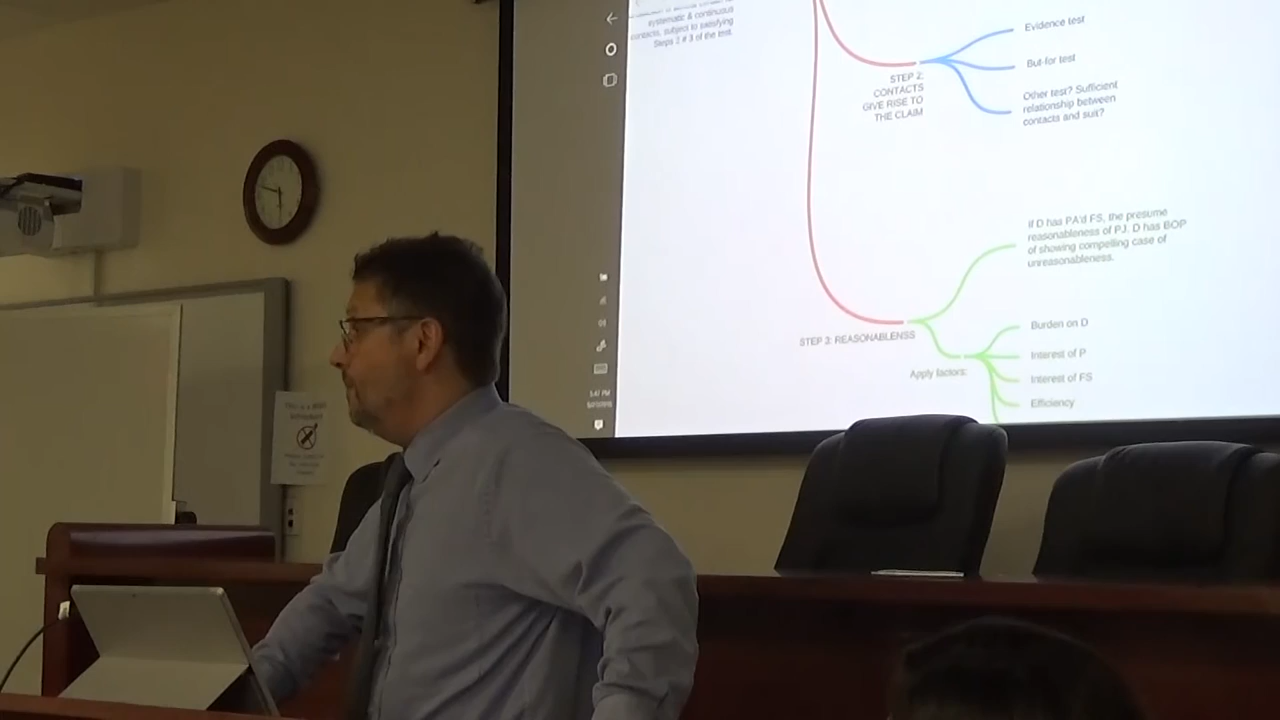 systematic & continuous
contacts, subject to satisfying
Steps 2 # 3 of the test.
STEP 2:
CONTACTS
GIVE RISE TO
THE CLAIM
Evidence test
But-for test
Other test? Sufficient
relationship between
contacts and suit?
If D has PA'd FS, the presume
reasonableness of PJ. D has BOP
of showing compelling case of
unreasonableness.
STEP 3: REASONABLENSS
Apply factors:
Burden on D
Interest of P
Interest of FS
Efficiency
5:47 PM